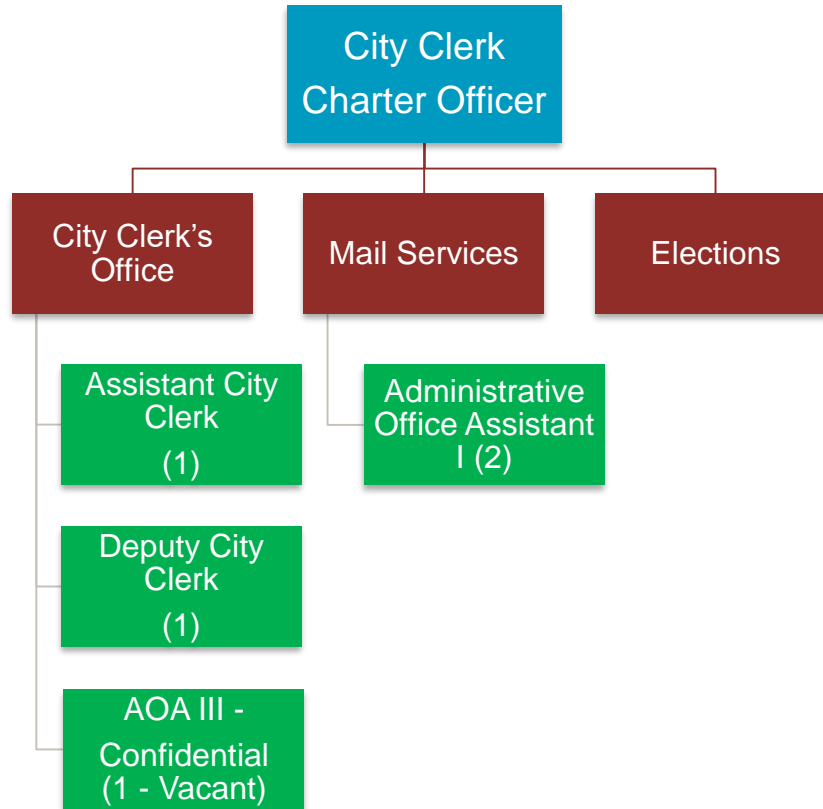 City Clerk
Charter Officer
City Clerk’s
Office
Mail Services
Elections
Assistant City
Clerk
(1)
Administrative
Office Assistant
I (2)
Deputy City
Clerk
(1)
AOA III -
Confidential
(1 - Vacant)